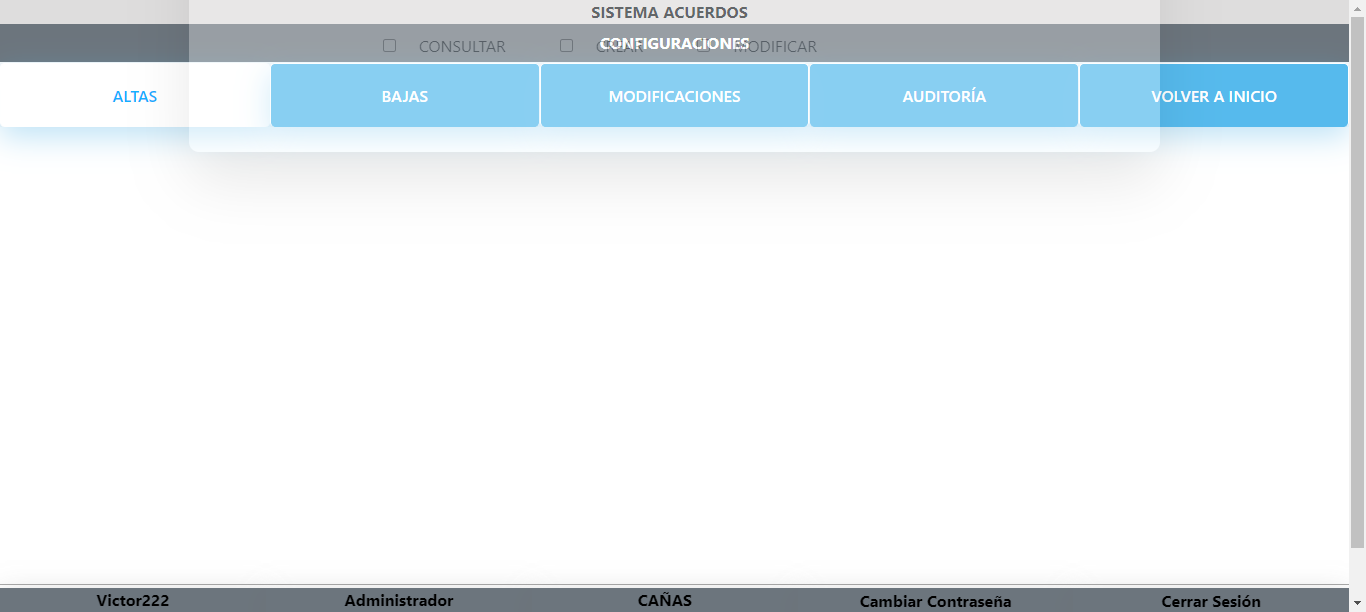 SISTEMA ACUERDOS
CONFIGURACIONES
CONSULTAR CREAR MODIFICAR
ALTAS BAJAS MODIFICACIONES AUDITORÍA VOLVER A INICIO
Victor222 Administrador CAÑAS Cambiar Contraseña Cerrar Sesión